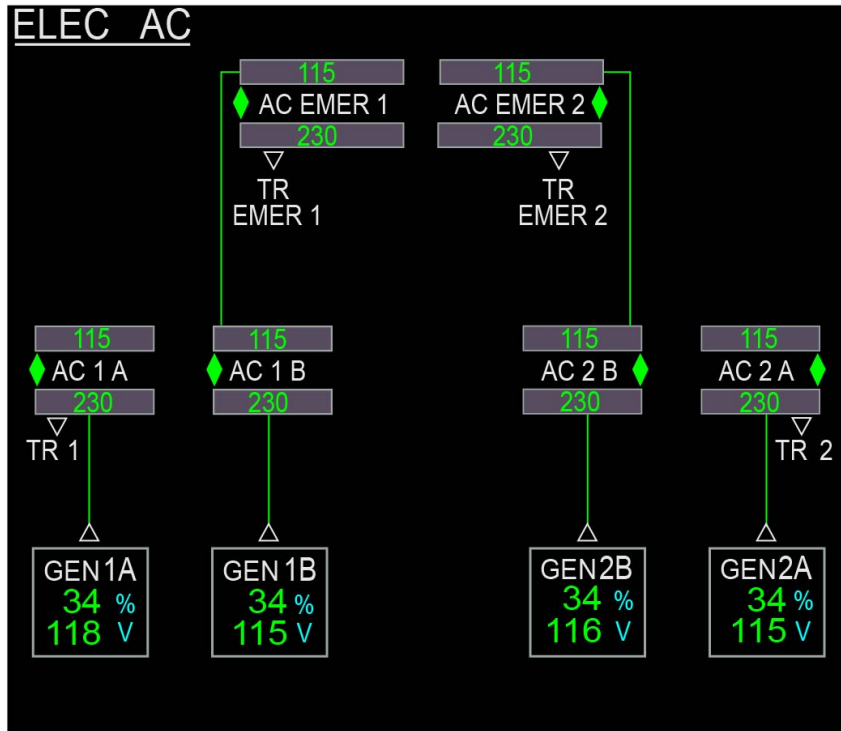 ELEC AC
115 115
AC EMER 1 AC EMER 2
230 230
TR TR
EMER 1 EMER 2
115 115 115 115
AC 1 A AC 1 B AC 2 B AC 2 A
230 230 230 230
TR 1 TR 2
GEN 1A GEN 1B GEN 2B GEN 2A
34 % 34 % 34 % 34 %
118 V 115 V 116 V 115 V